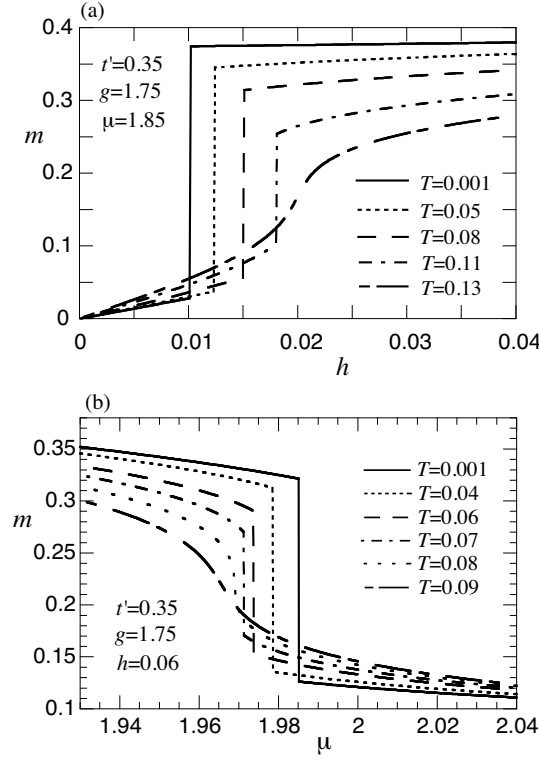 (a)
0.4
t'=0.35
g=1.75
μ=1.85
0.3
m
0.2
0.1
0
T=0.001
T=0.05
T=0.08
T=0.11
T=0.13
0 0.01 0.02 0.03 0.04
h
(b)
0.35
0.3
m
0.25
0.2
0.15
0.1
T=0.001
T=0.04
T=0.06
T=0.07
T=0.08
T=0.09
t'=0.35
g=1.75
h=0.06
1.94 1.96 1.98 2 2.02 2.04
μ